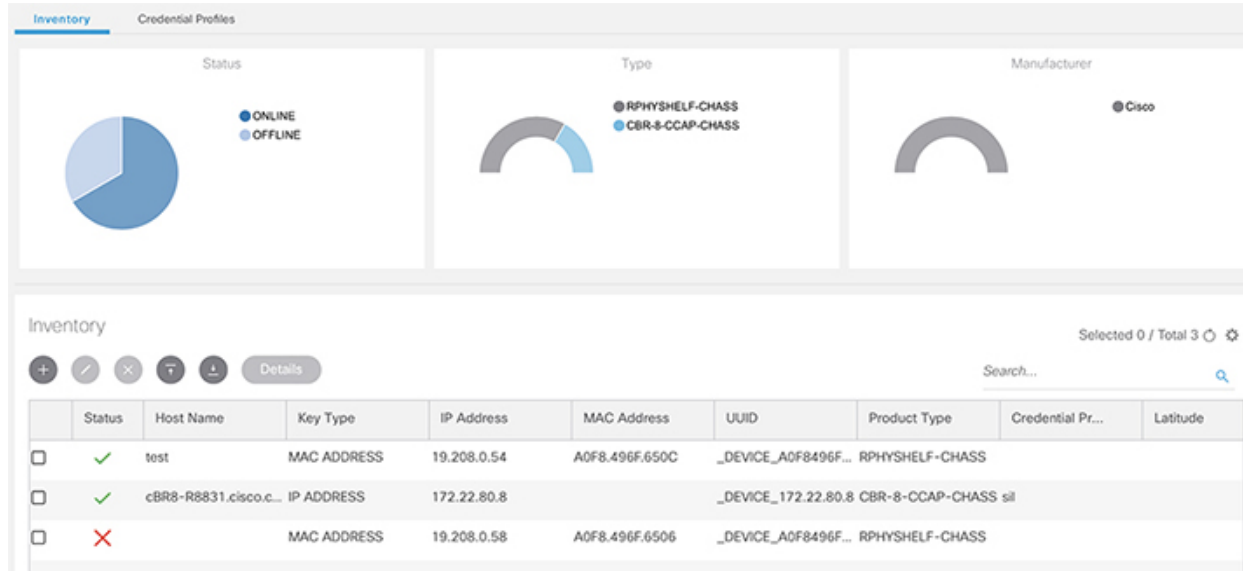 Inventory Credential Profiles
Status Type Manufacturer
ONLINE
OFFLINE
RPHYSHELF-CHASS
CBR-8-CCAP-CHASS
Cisco
Inventory
Selected 0 / Total 3
Details
Search...
Status Host Name Key Type IP Address MAC Address UUID Product Type Credential Pr... Latitude
test MAC ADDRESS 19.208.0.54 A0F8.496F.650C _DEVICE_A0F8496F... RPHYSHELF-CHASS
cBR8-R8831.cisco.c... IP ADDRESS 172.22.80.8 _DEVICE_172.22.80.8 CBR-8-CCAP-CHASS sil
MAC ADDRESS 19.208.0.58 A0F8.496F.6506 _DEVICE_A0F8496F... RPHYSHELF-CHASS